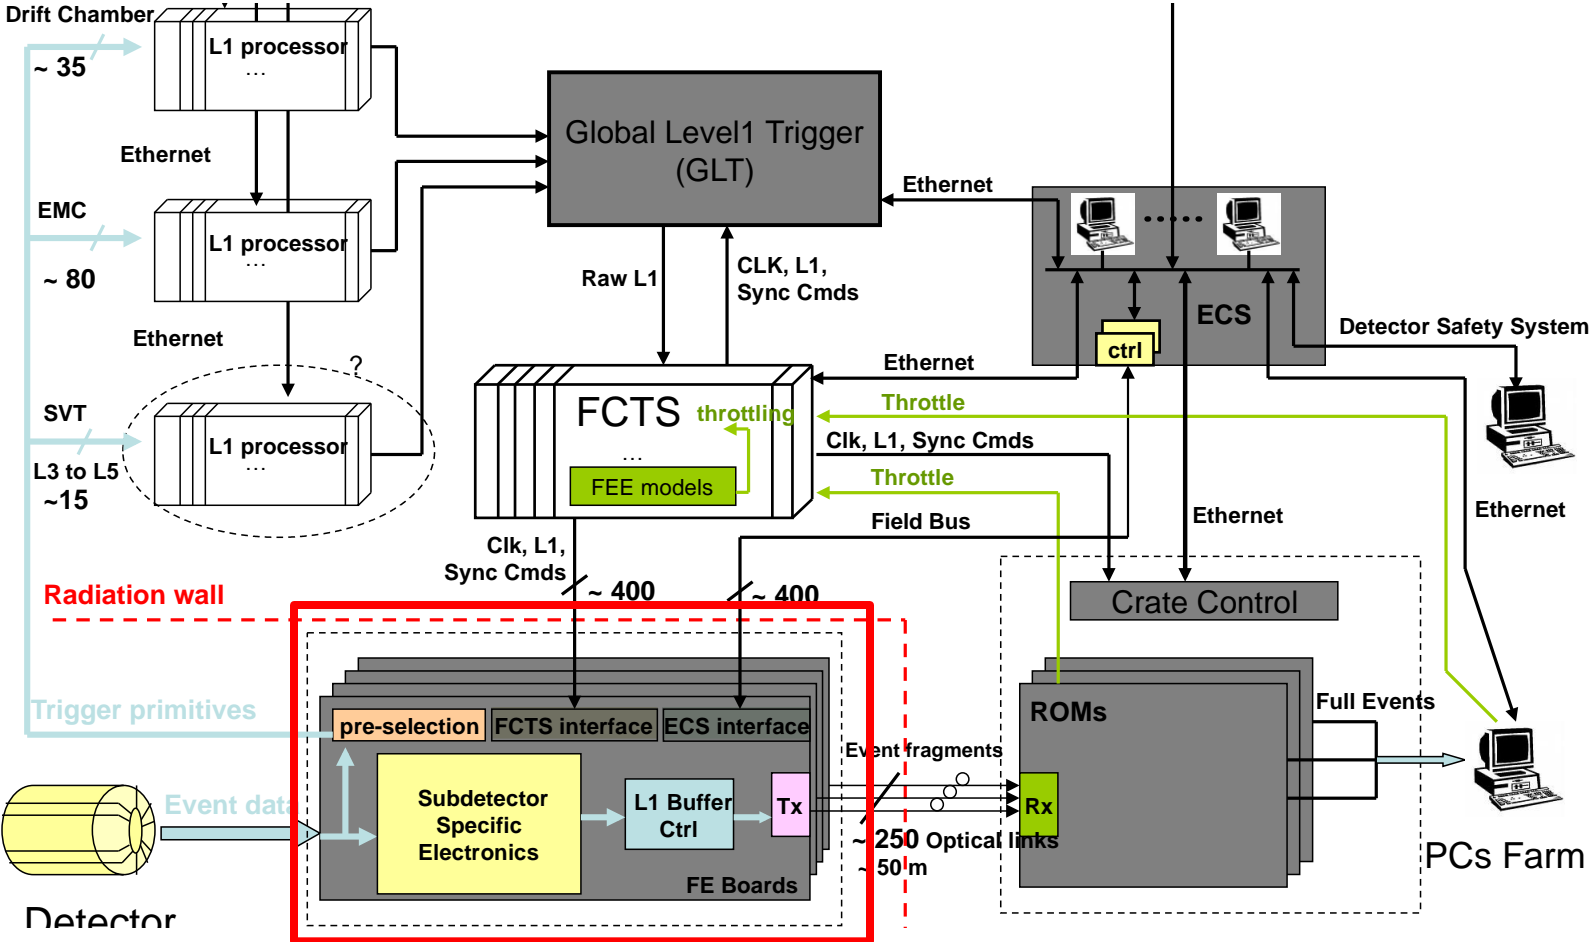 Drift Chamber
~ 35
L1 processor
...
Ethernet
EMC
~ 80
L1 processor
...
Ethernet
?
SVT
L3 to L5
~15
L1 processor
...
Global Level1 Trigger
(GLT)
Raw L1
CLK, L1,
Sync Cmds
Ethernet
.....
ECS
ctrl
Detector Safety System
Ethernet
FCTS
throttling
...
FEE models
Throttle
Clk, L1, Sync Cmds
Throttle
Field Bus
Ethernet
Ethernet
Clk, L1,
Sync Cmds
~ 400
~ 400
Radiation wall
Crate Control
Trigger primitives
pre-selection
FCTS interface
ECS interface
Event data
Subdetector
Specific
Electronics
L1 Buffer
Ctrl
Tx
FE Boards
Event fragments
~ 250 Optical links
~ 50 m
ROMs
Rx
Full Events
PCs Farm
Detector